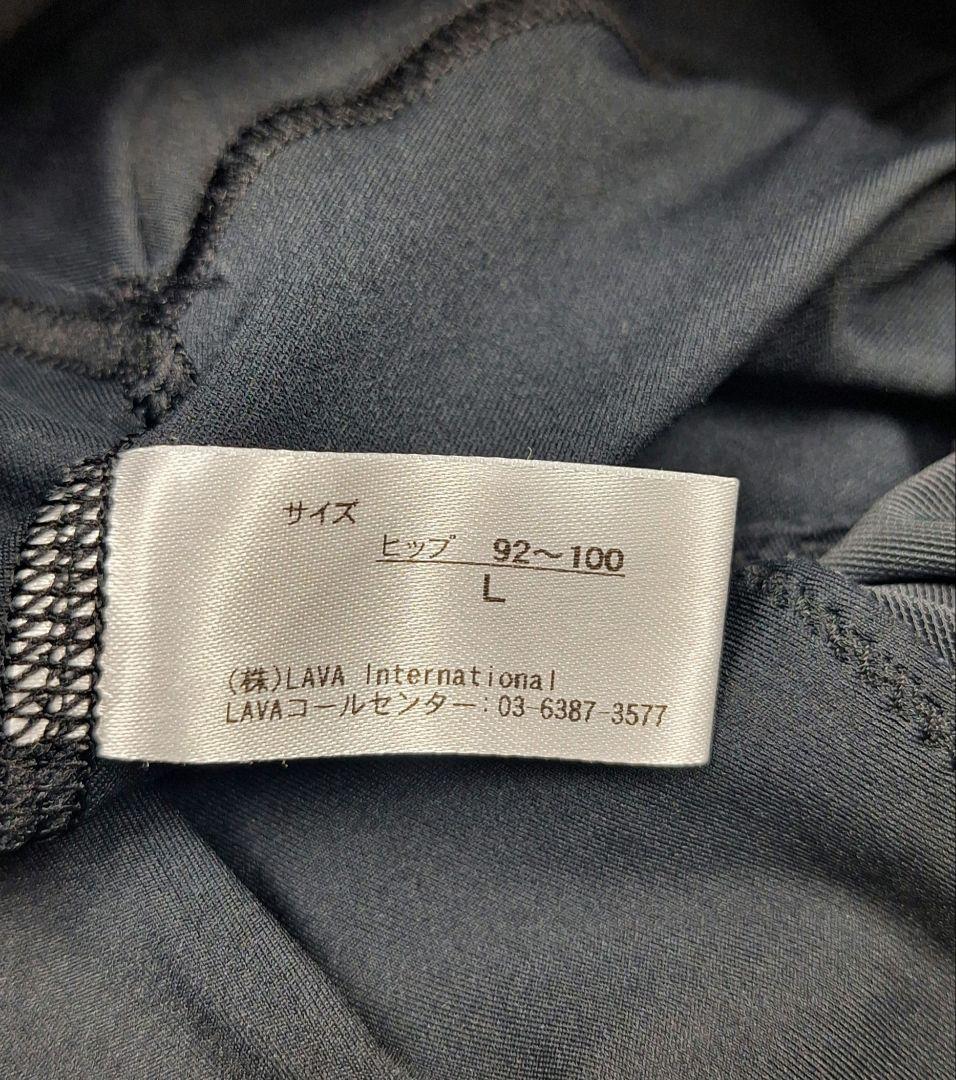 サイズ
ヒップ 92～100
L
(株)LAVA International
LAVAコールセンター:03-6387-3577